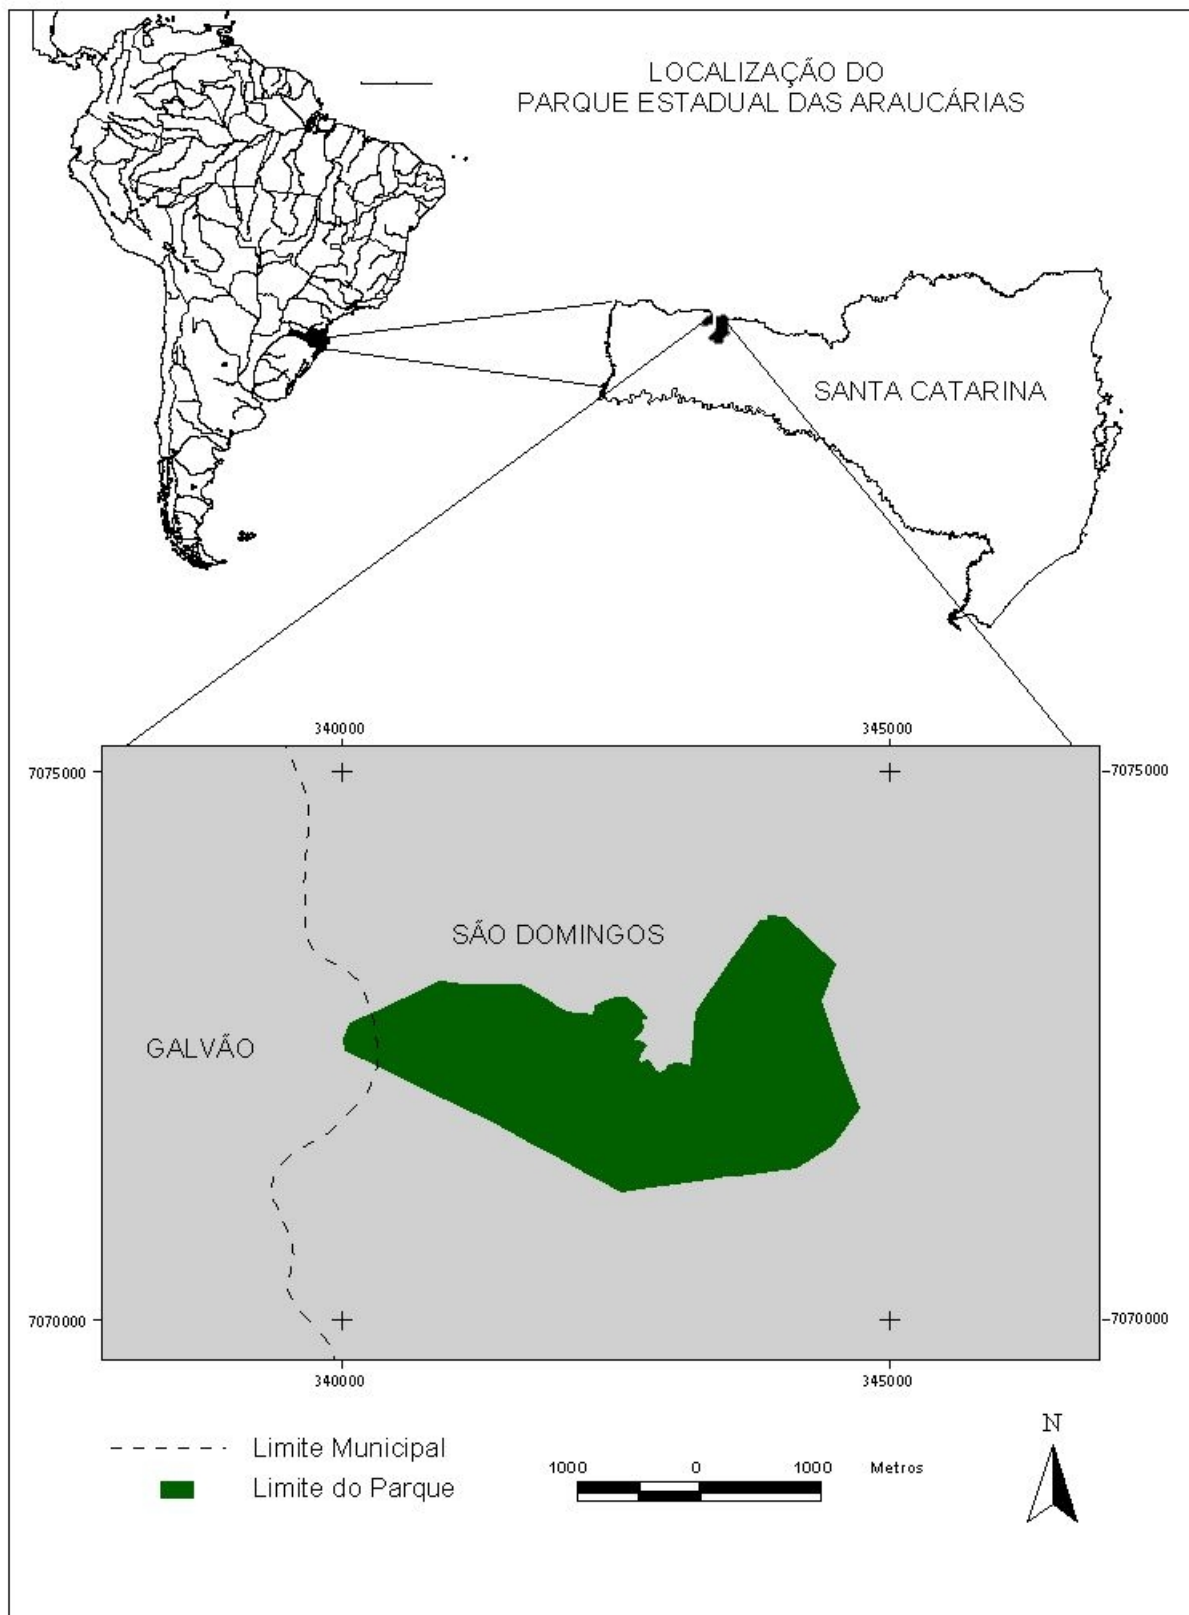 LOCALIZAÇÃO DO
PARQUE ESTADUAL DAS ARAUCÁRIAS
SANTA CATARINA
340000 345000
7075000 7075000
SÃO DOMINGOS
GALVÃO
7070000 7070000
340000 345000
N
Limite Municipal
Limite do Parque
1000 0 1000 Metros